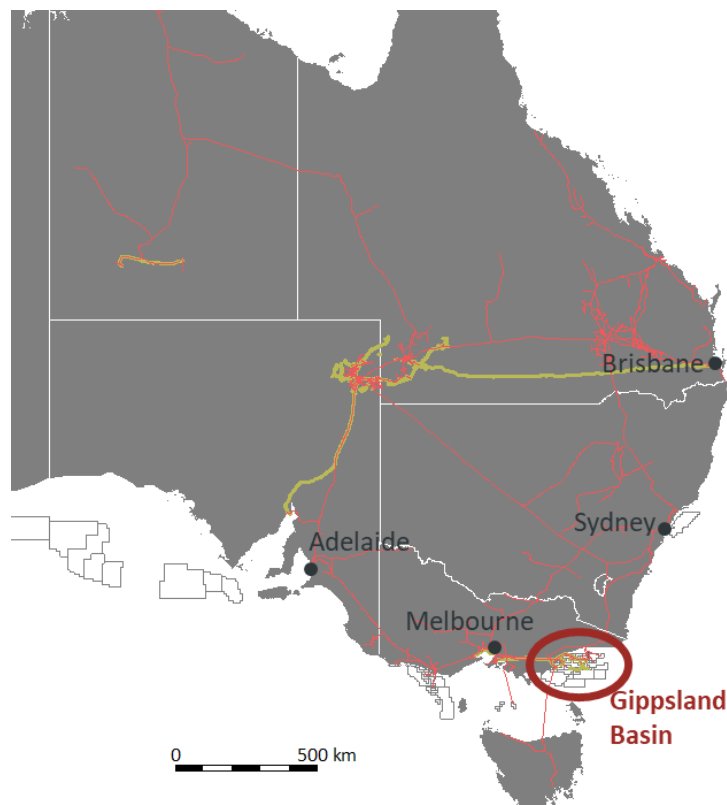 Brisbane
Sydney
Adelaide
Melbourne
Gippsland
Basin
0 500 km